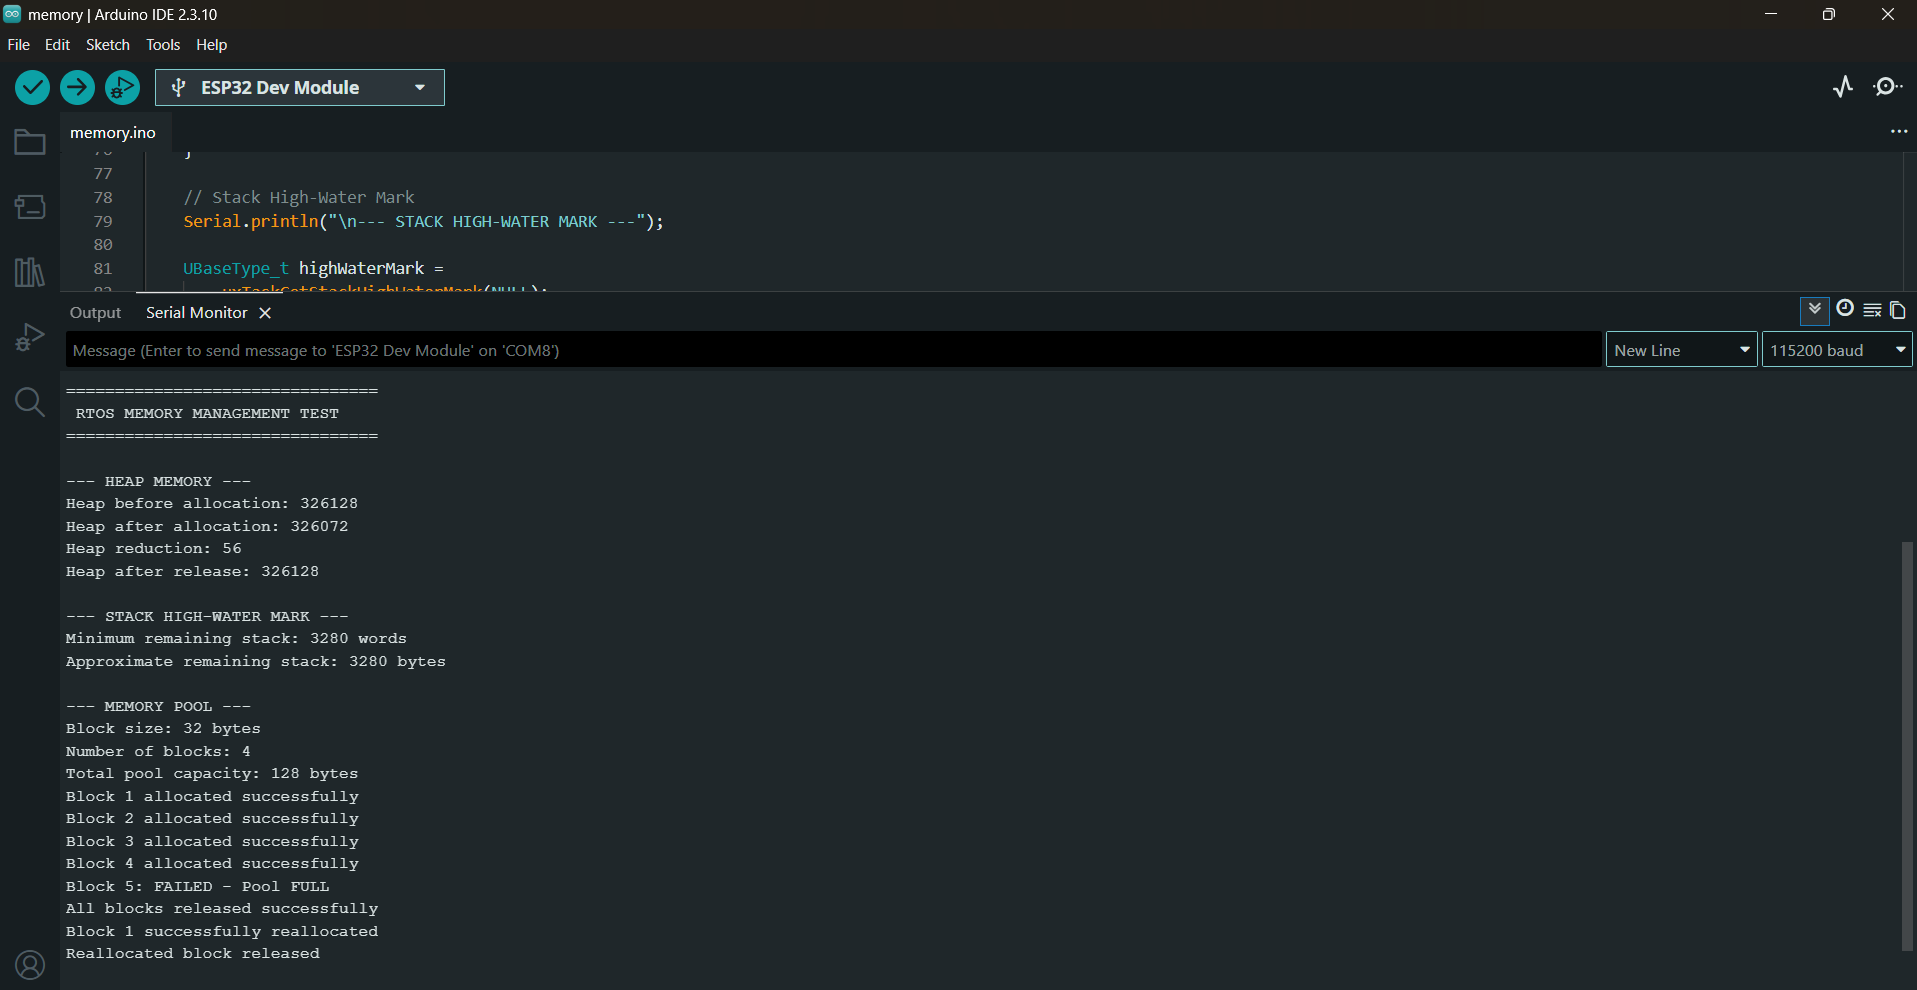 memory | Arduino IDE 2.3.10
File Edit Sketch Tools Help
ESP32 Dev Module
memory.ino
77
78 // Stack High-Water Mark
79 Serial.println("\n--- STACK HIGH-WATER MARK ---");
80
81 UBaseType_t highWaterMark =
uxTaskGetStackHighWaterMark(NULL);
Output Serial Monitor
Message (Enter to send message to 'ESP32 Dev Module' on 'COM8') New Line 115200 baud
================================
RTOS MEMORY MANAGEMENT TEST
================================
--- HEAP MEMORY ---
Heap before allocation: 326128
Heap after allocation: 326072
Heap reduction: 56
Heap after release: 326128
--- STACK HIGH-WATER MARK ---
Minimum remaining stack: 3280 words
Approximate remaining stack: 3280 bytes
--- MEMORY POOL ---
Block size: 32 bytes
Number of blocks: 4
Total pool capacity: 128 bytes
Block 1 allocated successfully
Block 2 allocated successfully
Block 3 allocated successfully
Block 4 allocated successfully
Block 5: FAILED - Pool FULL
All blocks released successfully
Block 1 successfully reallocated
Reallocated block released